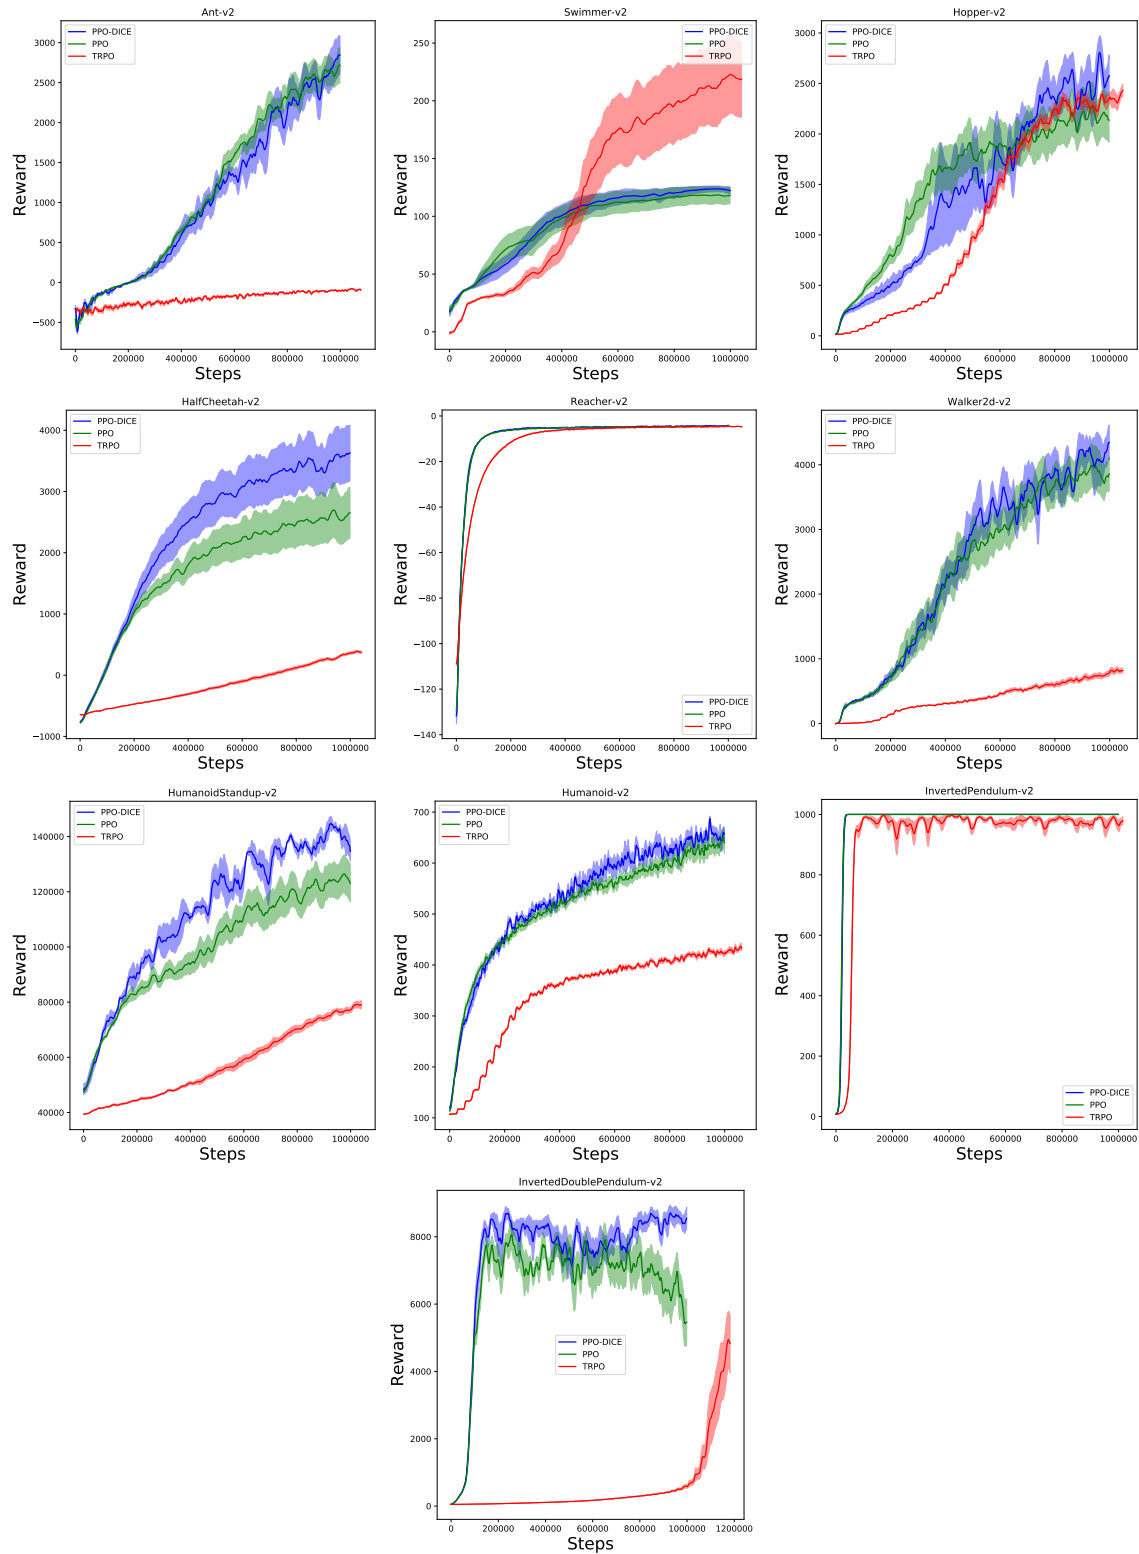 Ant-v2
PPO-DICE
PPO
TRPO
3000
2500
2000
1500
1000
500
0
−500
Reward
0 200000 400000 600000 800000 1000000
Steps
Swimmer-v2
PPO-DICE
PPO
TRPO
250
200
150
100
50
0
Reward
0 200000 400000 600000 800000 1000000
Steps
Hopper-v2
PPO-DICE
PPO
TRPO
3000
2500
2000
1500
1000
500
0
Reward
0 200000 400000 600000 800000 1000000
Steps
HalfCheetah-v2
PPO-DICE
PPO
TRPO
4000
3000
2000
1000
0
−1000
Reward
0 200000 400000 600000 800000 1000000
Steps
Reacher-v2
0
−20
−40
−60
−80
−100
−120
−140
Reward
PPO-DICE
PPO
TRPO
0 200000 400000 600000 800000 1000000
Steps
Walker2d-v2
PPO-DICE
PPO
TRPO
4000
3000
2000
1000
0
Reward
0 200000 400000 600000 800000 1000000
Steps
HumanoidStandup-v2
PPO-DICE
PPO
TRPO
140000
120000
100000
80000
60000
40000
Reward
0 200000 400000 600000 800000 1000000
Steps
Humanoid-v2
PPO-DICE
PPO
TRPO
700
600
500
400
300
200
100
Reward
0 200000 400000 600000 800000 1000000
Steps
InvertedPendulum-v2
1000
800
600
400
200
0
Reward
PPO-DICE
PPO
TRPO
0 200000 400000 600000 800000 1000000
Steps
InvertedDoublePendulum-v2
8000
6000
4000
2000
0
Reward
PPO-DICE
PPO
TRPO
0 200000 400000 600000 800000 1000000 1200000
Steps